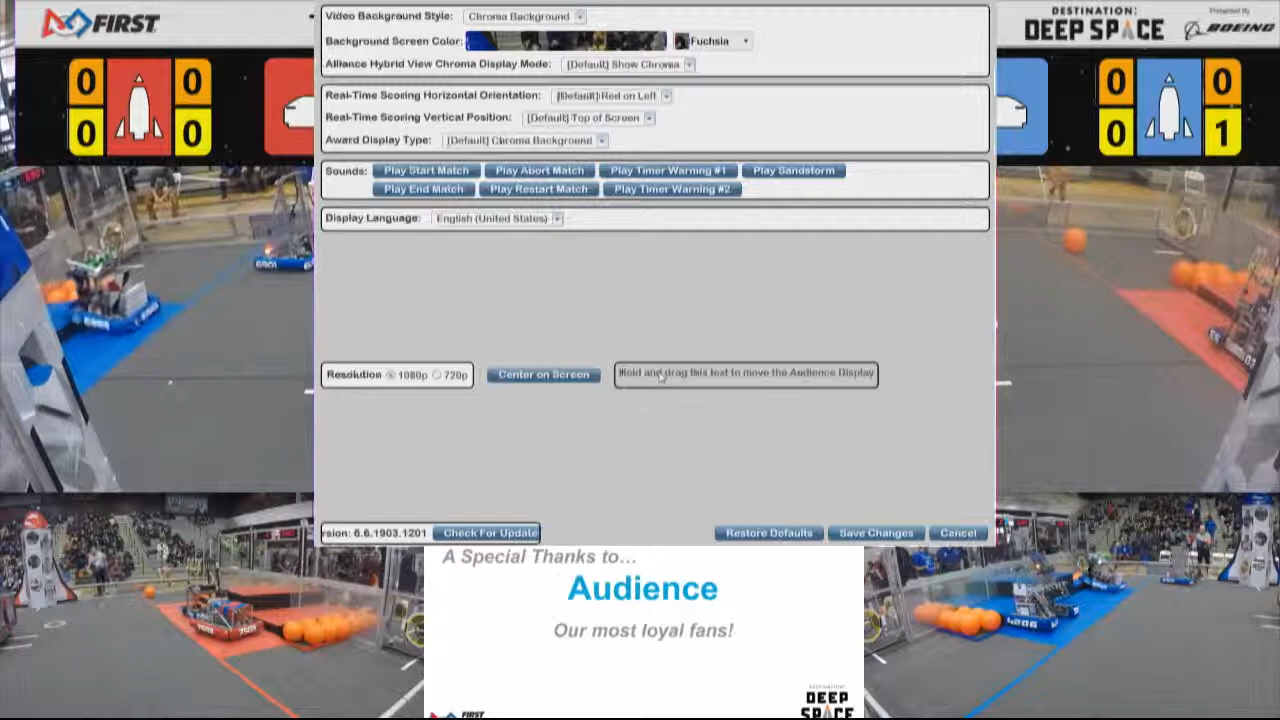 FIRST
Video Background Style: Chroma Background
Background Screen Color: Fuchsia
Alliance Hybrid View Chroma Display Mode: [Default] Show Chroma
Real-Time Scoring Horizontal Orientation: [Default] Red on Left
Real-Time Scoring Vertical Position: [Default] Top of Screen
Award Display Type: [Default] Chroma Background
Sounds: Play Start Match Play Abort Match Play Timer Warning #1 Play Sandstorm
Play End Match Play Restart Match Play Timer Warning #2
Display Language: English (United States)
DESTINATION:
DEEP SPACE
Presented By
BOEING
0 0
0 0
0 0
0 1
Resolution 1080p 720p Center on Screen Hold and drag this text to move the Audience Display
rsion: 6.6.1903.1201 Check For Update Restore Defaults Save Changes Cancel
A Special Thanks to...
Audience
Our most loyal fans!
FIRST
DESTINATION:
DEEP
SPACE
4286